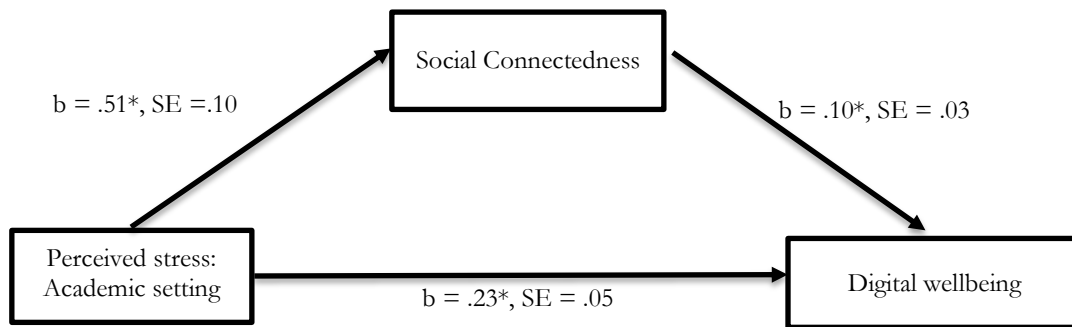 Social Connectedness
b = .51*, SE =.10
b = .10*, SE = .03
Perceived stress:
Academic setting
b = .23*, SE = .05
Digital wellbeing